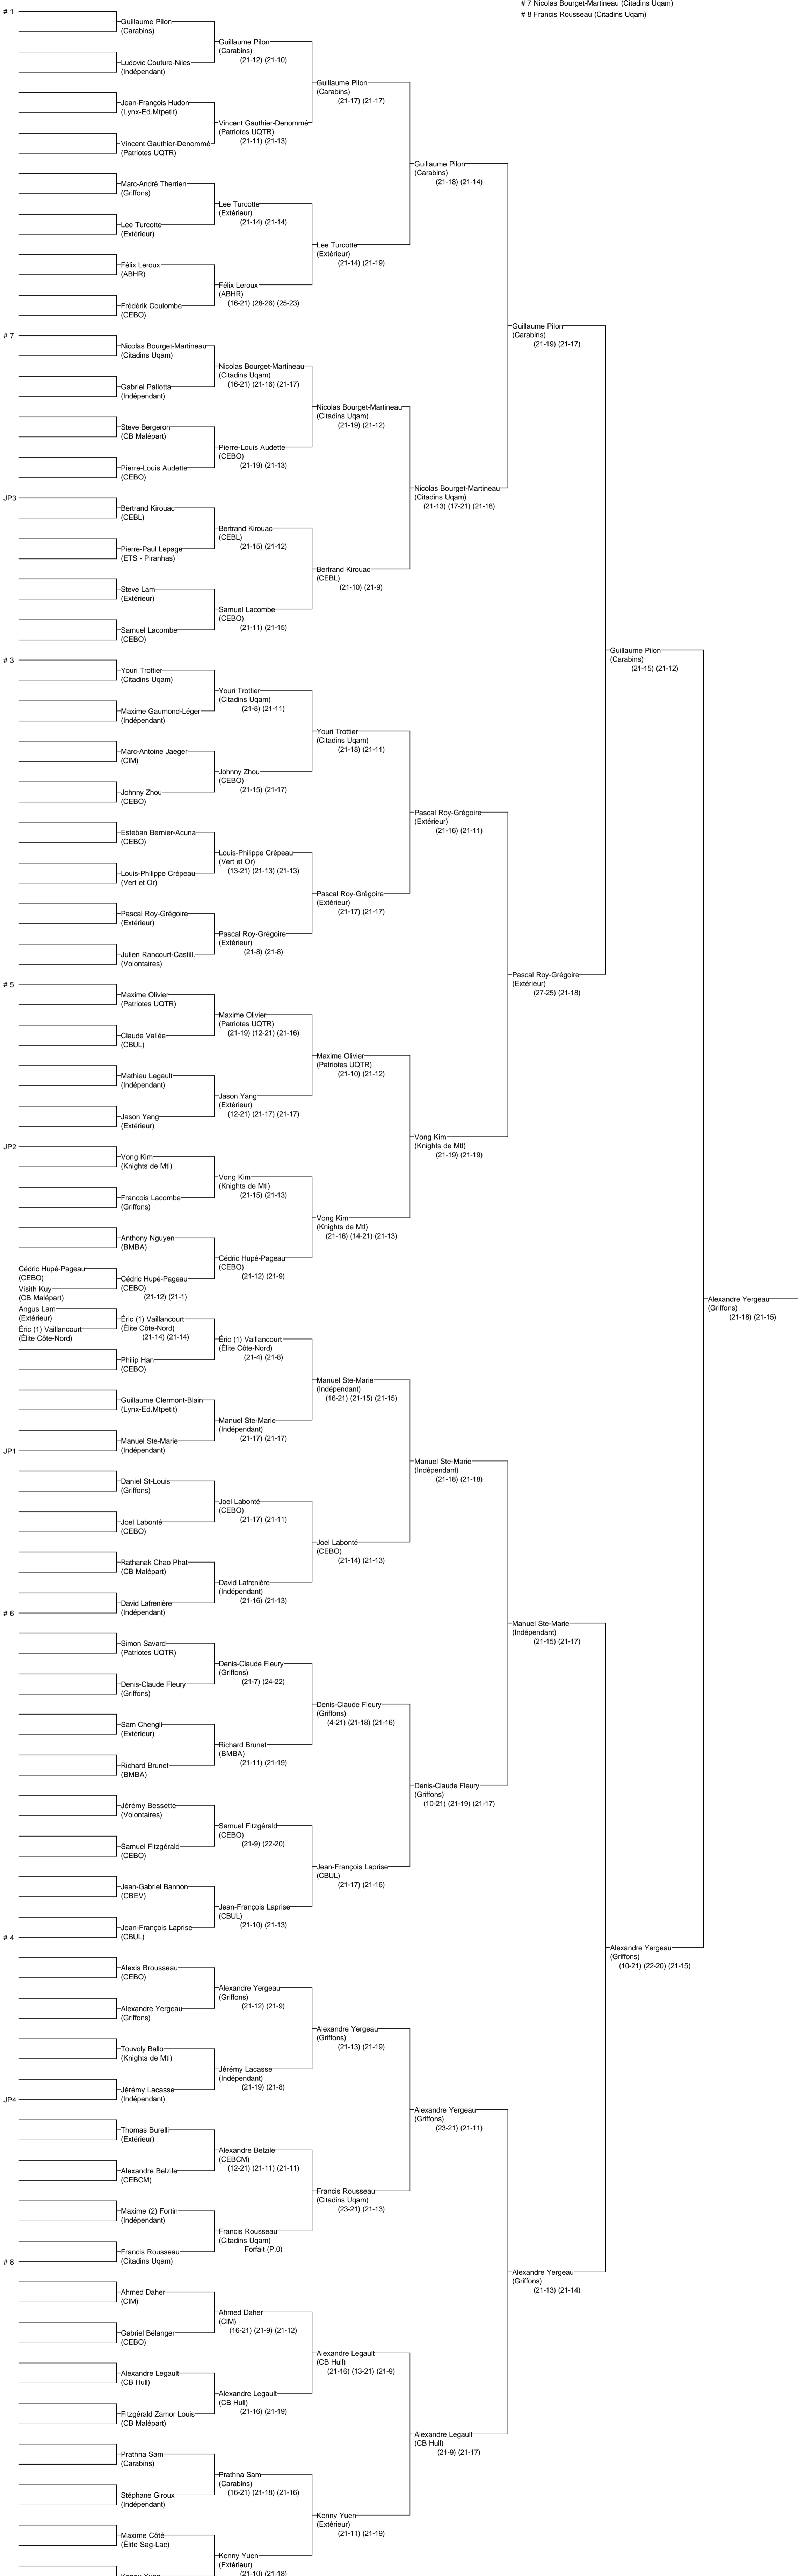 # 7 Nicolas Bourget-Martineau (Citadins Uqam)
# 8 Francis Rousseau (Citadins Uqam)
# 1
Guillaume Pilon
(Carabins)
Ludovic Couture-Niles
(Indépendant)
Jean-François Hudon
(Lynx-Ed.Mtpetit)
Vincent Gauthier-Denommé
(Patriotes UQTR)
Marc-André Therrien
(Griffons)
Lee Turcotte
(Extérieur)
Félix Leroux
(ABHR)
Frédérik Coulombe
(CEBO)
# 7
Nicolas Bourget-Martineau
(Citadins Uqam)
Gabriel Pallotta
(Indépendant)
Steve Bergeron
(CB Malépart)
Pierre-Louis Audette
(CEBO)
JP3
Bertrand Kirouac
(CEBL)
Pierre-Paul Lepage
(ETS - Piranhas)
Steve Lam
(Extérieur)
Samuel Lacombe
(CEBO)
# 3
Youri Trottier
(Citadins Uqam)
Maxime Gaumond-Léger
(Indépendant)
Marc-Antoine Jaeger
(CIM)
Johnny Zhou
(CEBO)
Esteban Bernier-Acuna
(CEBO)
Louis-Philippe Crépeau
(Vert et Or)
Pascal Roy-Grégoire
(Extérieur)
Julien Rancourt-Castill.
(Volontaires)
# 5
Maxime Olivier
(Patriotes UQTR)
Claude Vallée
(CBUL)
Mathieu Legault
(Indépendant)
Jason Yang
(Extérieur)
JP2
Vong Kim
(Knights de Mtl)
Francois Lacombe
(Griffons)
Anthony Nguyen
(BMBA)
Cédric Hupé-Pageau
(CEBO)
Visith Kuy
(CB Malépart)
Cédric Hupé-Pageau
(CEBO)
(21-12) (21-1)
Angus Lam
(Extérieur)
Éric (1) Vaillancourt
(Élite Côte-Nord)
Éric (1) Vaillancourt
(Élite Côte-Nord)
(21-14) (21-14)
Philip Han
(CEBO)
Guillaume Clermont-Blain
(Lynx-Ed.Mtpetit)
Manuel Ste-Marie
(Indépendant)
JP1
Daniel St-Louis
(Griffons)
Joel Labonté
(CEBO)
Rathanak Chao Phat
(CB Malépart)
David Lafrenière
(Indépendant)
# 6
Simon Savard
(Patriotes UQTR)
Denis-Claude Fleury
(Griffons)
Sam Chengli
(Extérieur)
Richard Brunet
(BMBA)
Jérémy Bessette
(Volontaires)
Samuel Fitzgérald
(CEBO)
Jean-Gabriel Bannon
(CBEV)
Jean-François Laprise
(CBUL)
# 4
Alexis Brousseau
(CEBO)
Alexandre Yergeau
(Griffons)
Touvoly Ballo
(Knights de Mtl)
Jérémy Lacasse
(Indépendant)
JP4
Thomas Burelli
(Extérieur)
Alexandre Belzile
(CEBCM)
Maxime (2) Fortin
(Indépendant)
Francis Rousseau
(Citadins Uqam)
# 8
Ahmed Daher
(CIM)
Gabriel Bélanger
(CEBO)
Alexandre Legault
(CB Hull)
Fitzgérald Zamor Louis
(CB Malépart)
Prathna Sam
(Carabins)
Stéphane Giroux
(Indépendant)
Maxime Côté
(Élite Sag-Lac)
Guillaume Pilon
(Carabins)
(21-12) (21-10)
Vincent Gauthier-Denommé
(Patriotes UQTR)
(21-11) (21-13)
Lee Turcotte
(Extérieur)
(21-14) (21-14)
Félix Leroux
(ABHR)
(16-21) (28-26) (25-23)
Nicolas Bourget-Martineau
(Citadins Uqam)
(16-21) (21-16) (21-17)
Pierre-Louis Audette
(CEBO)
(21-19) (21-13)
Bertrand Kirouac
(CEBL)
(21-15) (21-12)
Samuel Lacombe
(CEBO)
(21-11) (21-15)
Youri Trottier
(Citadins Uqam)
(21-8) (21-11)
Johnny Zhou
(CEBO)
(21-15) (21-17)
Louis-Philippe Crépeau
(Vert et Or)
(13-21) (21-13) (21-13)
Pascal Roy-Grégoire
(Extérieur)
(21-8) (21-8)
Maxime Olivier
(Patriotes UQTR)
(21-19) (12-21) (21-16)
Jason Yang
(Extérieur)
(12-21) (21-17) (21-17)
Vong Kim
(Knights de Mtl)
(21-15) (21-13)
Cédric Hupé-Pageau
(CEBO)
(21-12) (21-9)
Éric (1) Vaillancourt
(Élite Côte-Nord)
(21-4) (21-8)
Manuel Ste-Marie
(Indépendant)
(21-17) (21-17)
Joel Labonté
(CEBO)
(21-17) (21-11)
David Lafrenière
(Indépendant)
(21-16) (21-13)
Denis-Claude Fleury
(Griffons)
(21-7) (24-22)
Richard Brunet
(BMBA)
(21-11) (21-19)
Samuel Fitzgérald
(CEBO)
(21-9) (22-20)
Jean-François Laprise
(CBUL)
(21-10) (21-13)
Alexandre Yergeau
(Griffons)
(21-12) (21-9)
Jérémy Lacasse
(Indépendant)
(21-19) (21-8)
Alexandre Belzile
(CEBCM)
(12-21) (21-11) (21-11)
Francis Rousseau
(Citadins Uqam)
Forfait (P.0)
Ahmed Daher
(CIM)
(16-21) (21-9) (21-12)
Alexandre Legault
(CB Hull)
(21-16) (21-19)
Prathna Sam
(Carabins)
(16-21) (21-18) (21-16)
Kenny Yuen
(Extérieur)
(21-10) (21-18)
Guillaume Pilon
(Carabins)
(21-17) (21-17)
Lee Turcotte
(Extérieur)
(21-14) (21-19)
Nicolas Bourget-Martineau
(Citadins Uqam)
(21-19) (21-12)
Bertrand Kirouac
(CEBL)
(21-10) (21-9)
Youri Trottier
(Citadins Uqam)
(21-18) (21-11)
Pascal Roy-Grégoire
(Extérieur)
(21-17) (21-17)
Maxime Olivier
(Patriotes UQTR)
(21-10) (21-12)
Vong Kim
(Knights de Mtl)
(21-16) (14-21) (21-13)
Manuel Ste-Marie
(Indépendant)
(16-21) (21-15) (21-15)
Joel Labonté
(CEBO)
(21-14) (21-13)
Denis-Claude Fleury
(Griffons)
(4-21) (21-18) (21-16)
Jean-François Laprise
(CBUL)
(21-17) (21-16)
Alexandre Yergeau
(Griffons)
(21-13) (21-19)
Francis Rousseau
(Citadins Uqam)
(23-21) (21-13)
Alexandre Legault
(CB Hull)
(21-16) (13-21) (21-9)
Kenny Yuen
(Extérieur)
(21-11) (21-19)
Guillaume Pilon
(Carabins)
(21-18) (21-14)
Nicolas Bourget-Martineau
(Citadins Uqam)
(21-13) (17-21) (21-18)
Pascal Roy-Grégoire
(Extérieur)
(21-16) (21-11)
Vong Kim
(Knights de Mtl)
(21-19) (21-19)
Manuel Ste-Marie
(Indépendant)
(21-18) (21-18)
Denis-Claude Fleury
(Griffons)
(10-21) (21-19) (21-17)
Alexandre Yergeau
(Griffons)
(23-21) (21-11)
Alexandre Legault
(CB Hull)
(21-9) (21-17)
Guillaume Pilon
(Carabins)
(21-19) (21-17)
Pascal Roy-Grégoire
(Extérieur)
(27-25) (21-18)
Manuel Ste-Marie
(Indépendant)
(21-15) (21-17)
Alexandre Yergeau
(Griffons)
(21-13) (21-14)
Guillaume Pilon
(Carabins)
(21-15) (21-12)
Alexandre Yergeau
(Griffons)
(10-21) (22-20) (21-15)
Alexandre Yergeau
(Griffons)
(21-18) (21-15)